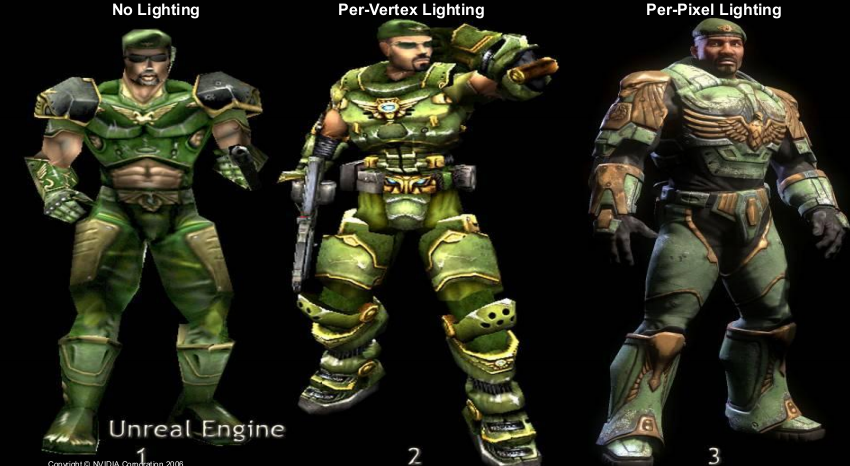 No Lighting
Per-Vertex Lighting
Per-Pixel Lighting
Unreal Engine
1
2
3
Copyright © NVIDIA Corporation 2006